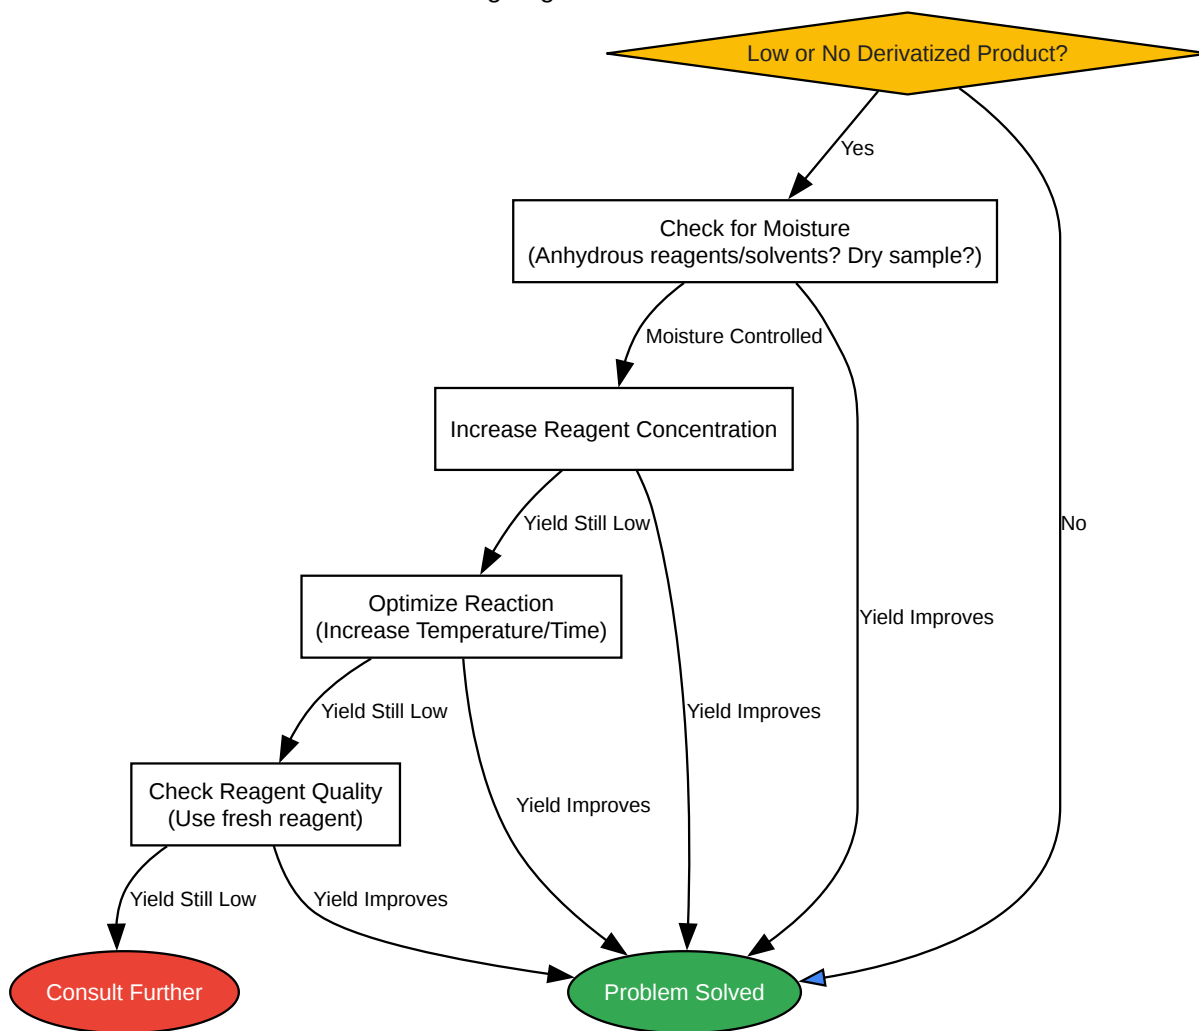 Low or No Derivatized Product?
Yes
Check for Moisture
(Anhydrous reagents/solvents? Dry sample?)
Moisture Controlled
Increase Reagent Concentration
Yield Still Low
No
Optimize Reaction
(Increase Temperature/Time)
Yield Improves
Yield Still Low
Yield Improves
Check Reagent Quality
(Use fresh reagent)
Yield Improves
Yield Still Low
Yield Improves
Consult Further
Problem Solved